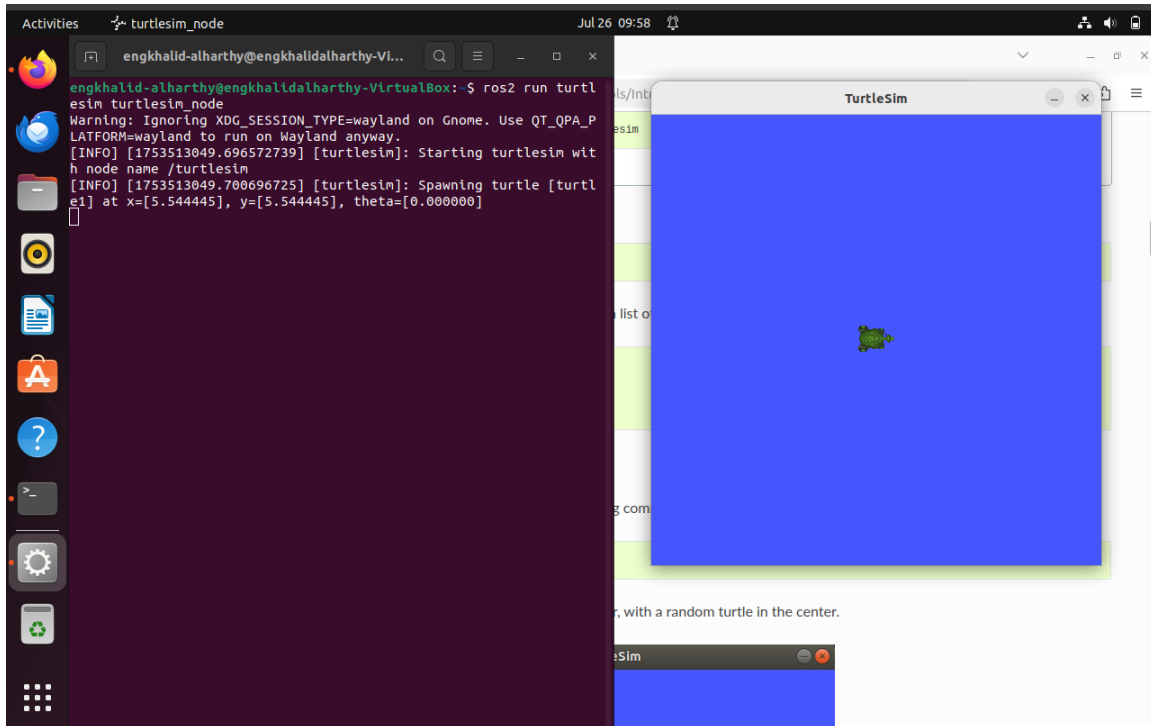 Activities
turtlesim_node
Jul 26 09:58
engkhalid-alharthy@engkhalidalharthy-Vi...
engkhalid-alharthy@engkhalidalharthy-VirtualBox:~$ ros2 run turtl
esim turtlesim_node
Warning: Ignoring XDG_SESSION_TYPE=wayland on Gnome. Use QT_QPA_P
LATFORM=wayland to run on Wayland anyway.
[INFO] [1753513049.696572739] [turtlesim]: Starting turtlesim wit
h node name /turtlesim
[INFO] [1753513049.700696725] [turtlesim]: Spawning turtle [turtl
e1] at x=[5.544445], y=[5.544445], theta=[0.000000]
ls/Int
esim
TurtleSim
list o
g com
r, with a random turtle in the center.
eSim